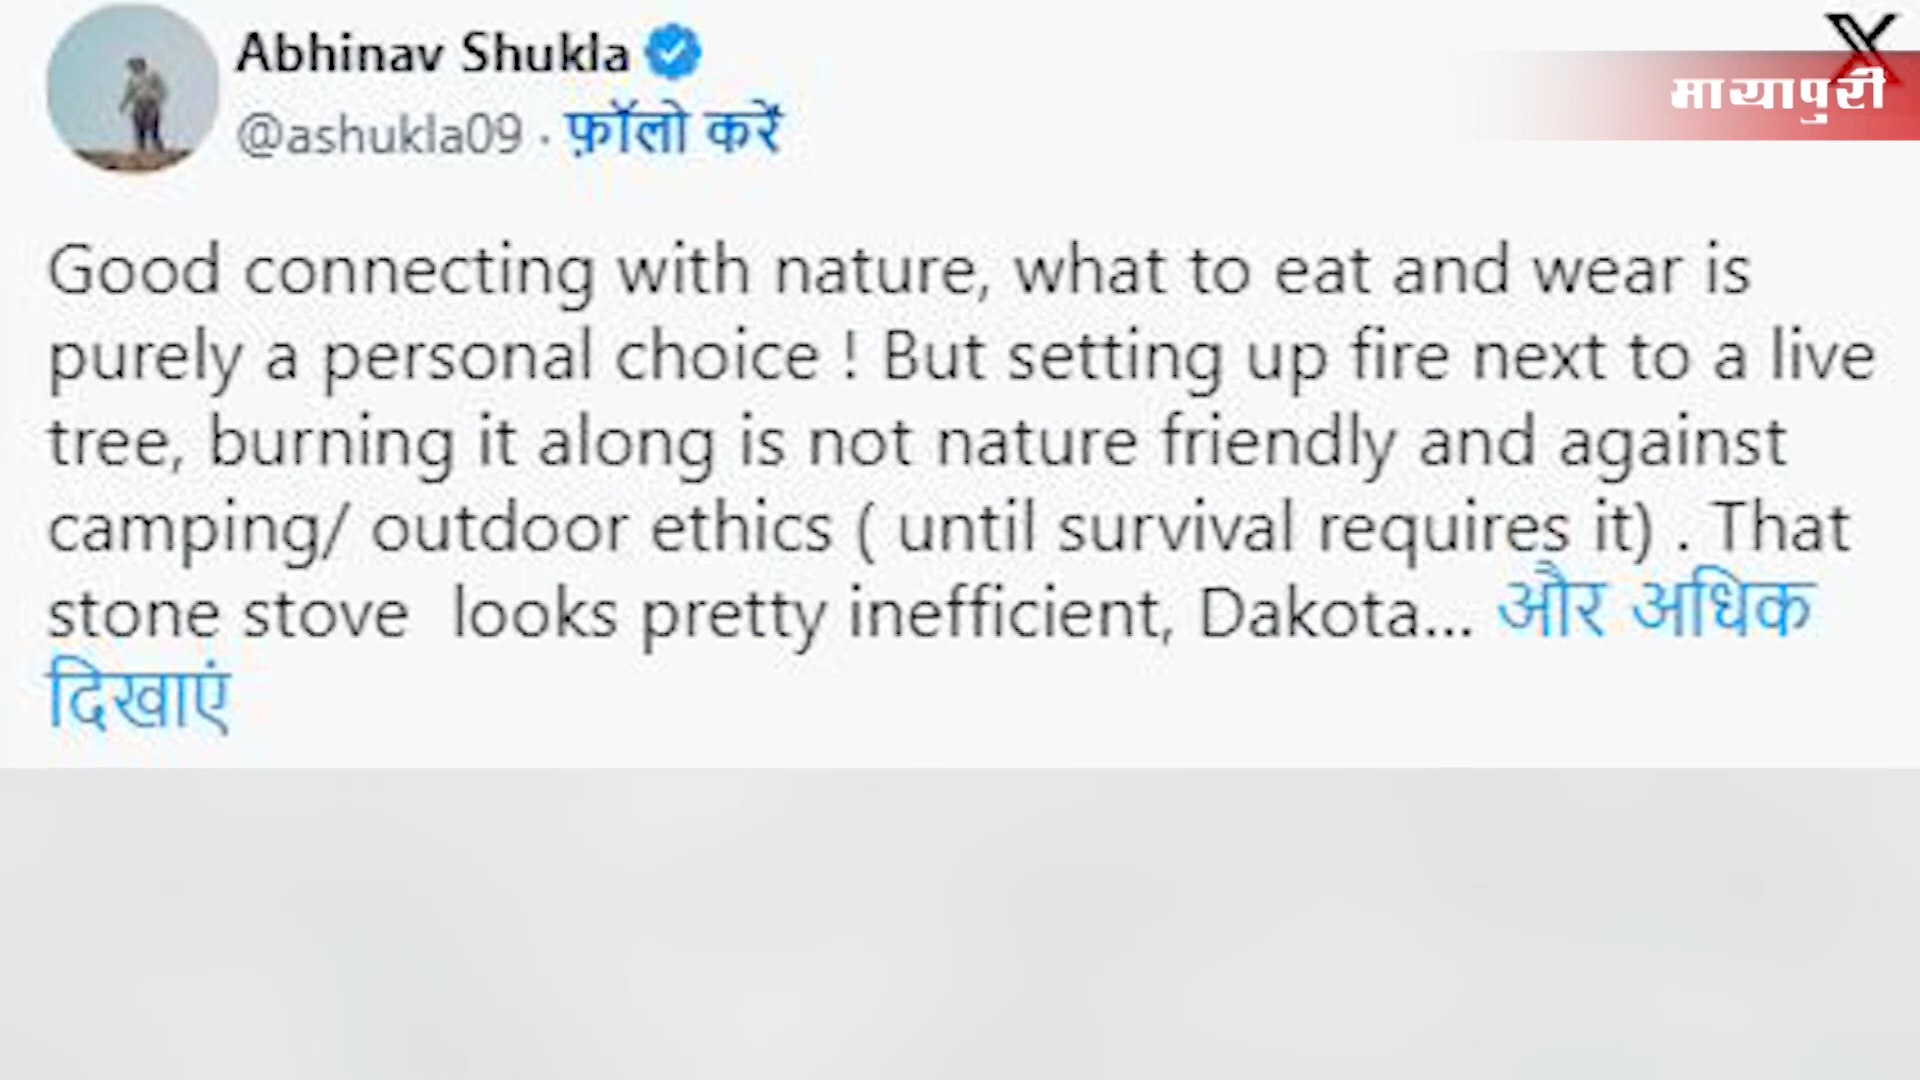 Abhinav Shukla
@ashukla09 · फ़ॉलो करें
X
मायापुरी
Good connecting with nature, what to eat and wear is
purely a personal choice ! But setting up fire next to a live
tree, burning it along is not nature friendly and against
camping/ outdoor ethics ( until survival requires it) . That
stone stove  looks pretty inefficient, Dakota... और अधिक
दिखाएं